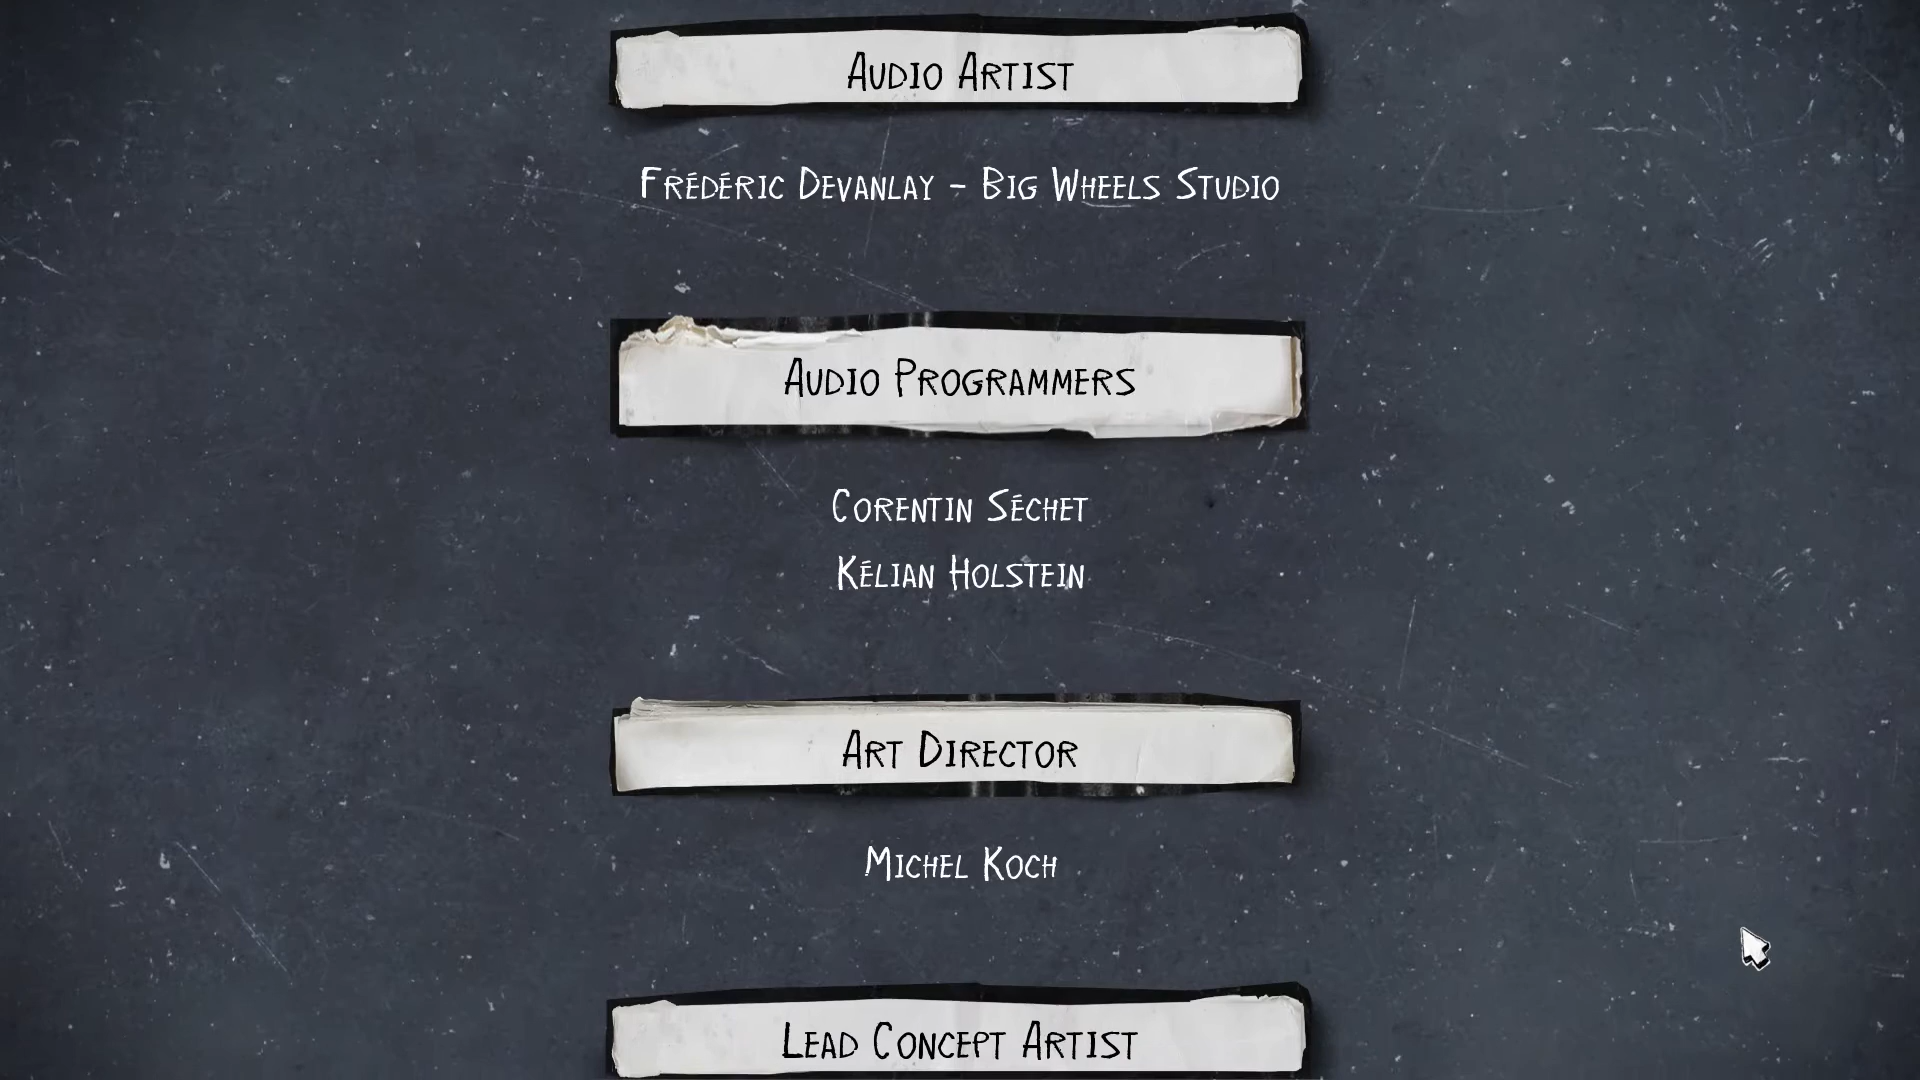 Audio Artist
Frédéric Devanlay - Big Wheels Studio
Audio Programmers
Corentin Séchet
Kélian Holstein
Art Director
Michel Koch
Lead Concept Artist